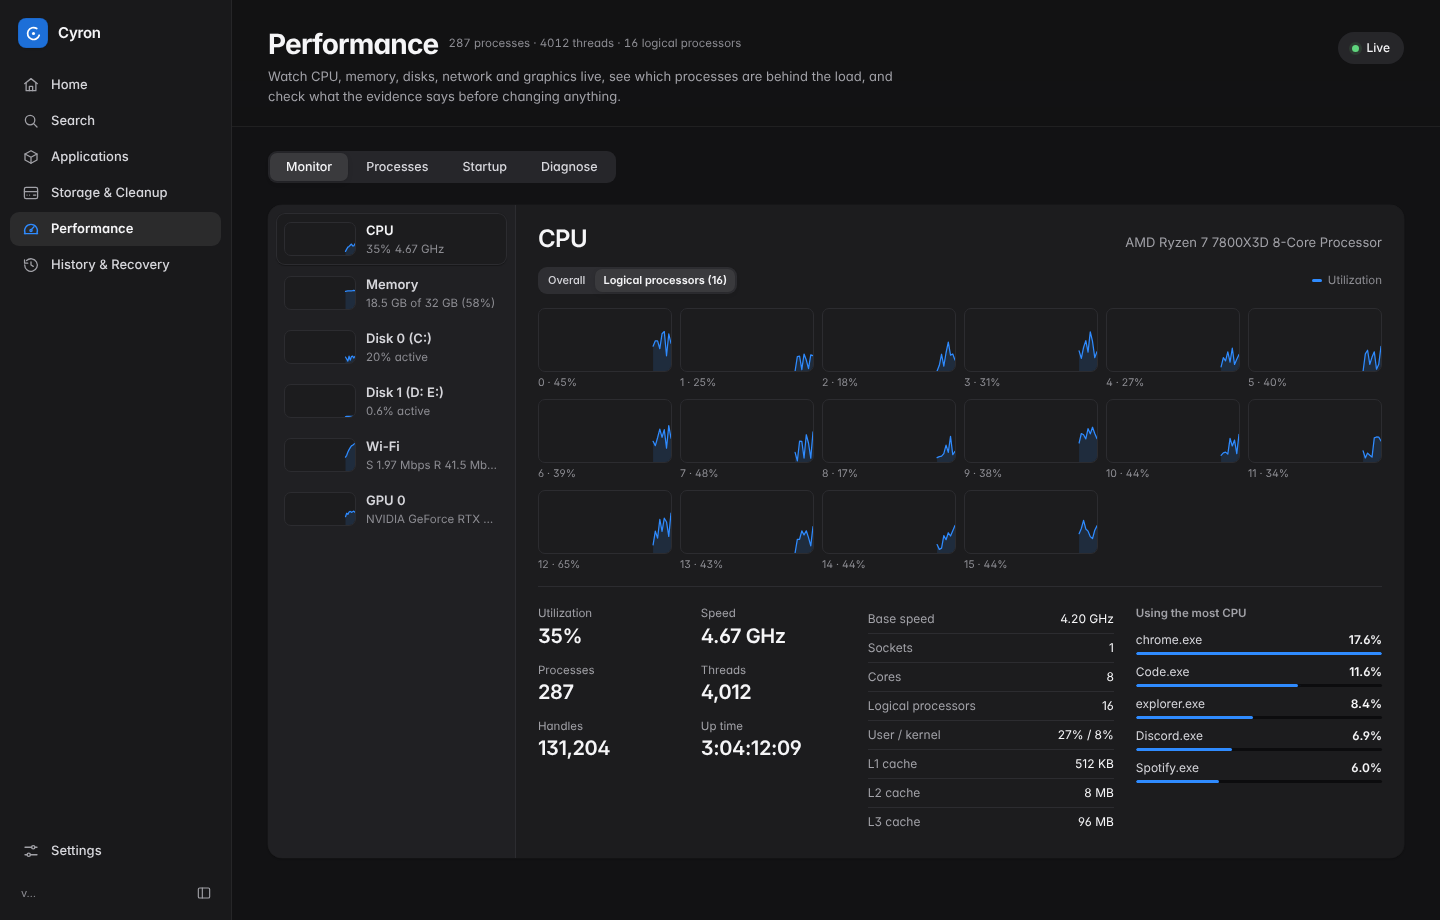 Cyron
Home
Search
Applications
Storage & Cleanup
Performance
History & Recovery
Settings
v...
Performance
287 processes · 4012 threads · 16 logical processors
Watch CPU, memory, disks, network and graphics live, see which processes are behind the load, and
check what the evidence says before changing anything.
Live
Monitor
Processes
Startup
Diagnose
CPU
35% 4.67 GHz
Memory
18.5 GB of 32 GB (58%)
Disk 0 (C:)
20% active
Disk 1 (D: E:)
0.6% active
Wi-Fi
S 1.97 Mbps R 41.5 Mb...
GPU 0
NVIDIA GeForce RTX ...
CPU
AMD Ryzen 7 7800X3D 8-Core Processor
Overall
Logical processors (16)
Utilization
0 · 45%
1 · 25%
2 · 18%
3 · 31%
4 · 27%
5 · 40%
6 · 39%
7 · 48%
8 · 17%
9 · 38%
10 · 44%
11 · 34%
12 · 65%
13 · 43%
14 · 44%
15 · 44%
Utilization
35%
Speed
4.67 GHz
Processes
287
Threads
4,012
Handles
131,204
Up time
3:04:12:09
Base speed 4.20 GHz
Sockets 1
Cores 8
Logical processors 16
User / kernel 27% / 8%
L1 cache 512 KB
L2 cache 8 MB
L3 cache 96 MB
Using the most CPU
chrome.exe 17.6%
Code.exe 11.6%
explorer.exe 8.4%
Discord.exe 6.9%
Spotify.exe 6.0%